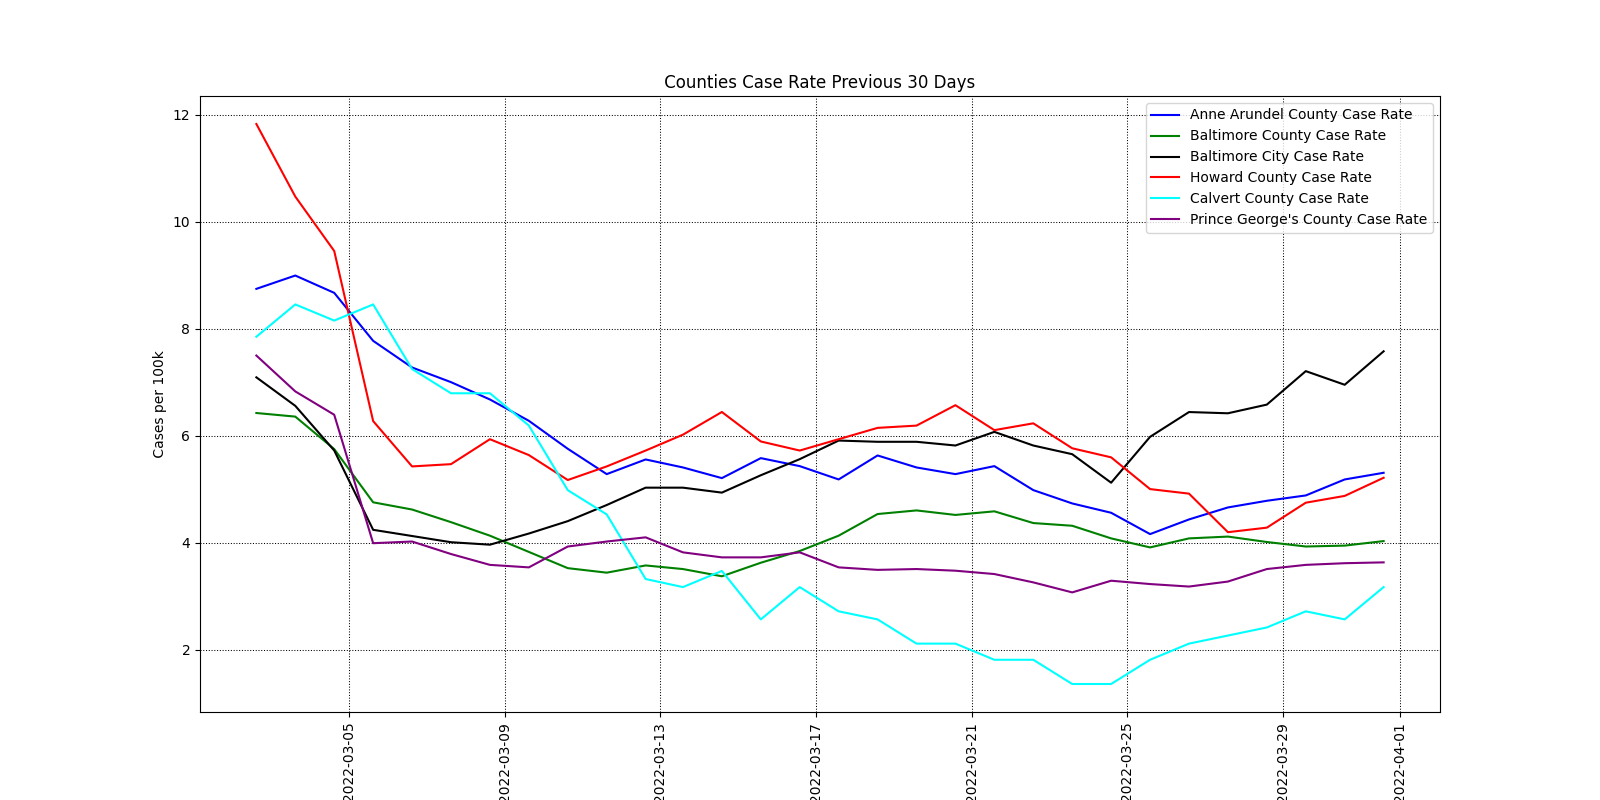 Counties Case Rate Previous 30 Days
Cases per 100k
12
10
8
6
4
2
Anne Arundel County Case Rate
Baltimore County Case Rate
Baltimore City Case Rate
Howard County Case Rate
Calvert County Case Rate
Prince George's County Case Rate
2022-03-05
2022-03-09
2022-03-13
2022-03-17
2022-03-21
2022-03-25
2022-03-29
2022-04-01